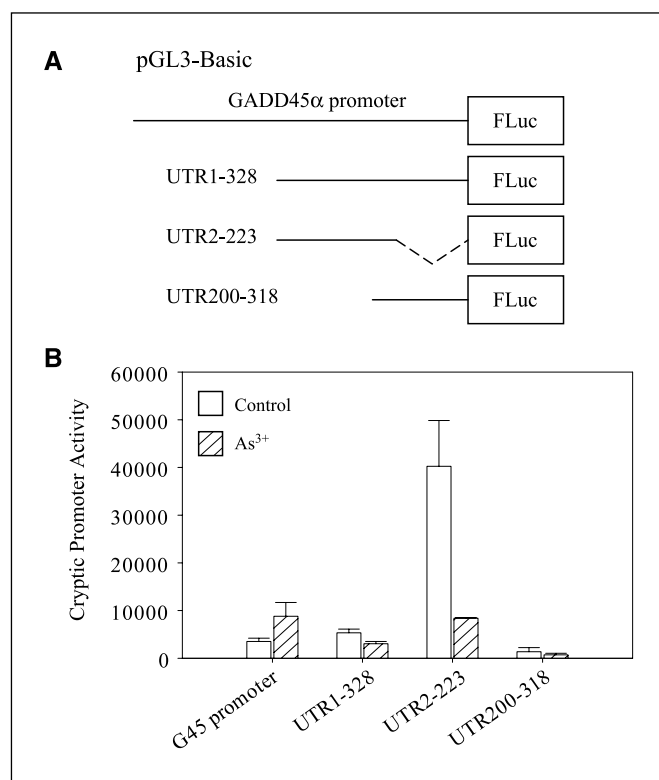 A
pGL3-Basic
GADD45α promoter
FLuc
UTR1-328
FLuc
UTR2-223
FLuc
UTR200-318
FLuc
B
Cryptic Promoter Activity
60000
50000
40000
30000
20000
10000
0
Control
As³⁺
G45 promoter
UTR1-328
UTR2-223
UTR200-318